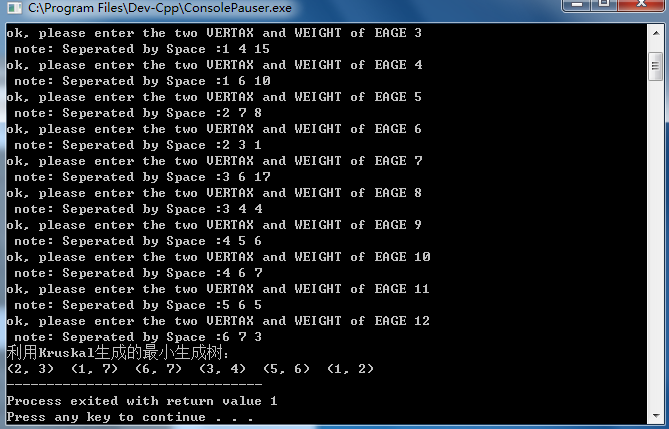 C:\Program Files\Dev-Cpp\ConsolePauser.exe
ok, please enter the two VERTAX and WEIGHT of EAGE 3
note: Seperated by Space :1 4 15
ok, please enter the two VERTAX and WEIGHT of EAGE 4
note: Seperated by Space :1 6 10
ok, please enter the two VERTAX and WEIGHT of EAGE 5
note: Seperated by Space :2 7 8
ok, please enter the two VERTAX and WEIGHT of EAGE 6
note: Seperated by Space :2 3 1
ok, please enter the two VERTAX and WEIGHT of EAGE 7
note: Seperated by Space :3 6 17
ok, please enter the two VERTAX and WEIGHT of EAGE 8
note: Seperated by Space :3 4 4
ok, please enter the two VERTAX and WEIGHT of EAGE 9
note: Seperated by Space :4 5 6
ok, please enter the two VERTAX and WEIGHT of EAGE 10
note: Seperated by Space :4 6 7
ok, please enter the two VERTAX and WEIGHT of EAGE 11
note: Seperated by Space :5 6 5
ok, please enter the two VERTAX and WEIGHT of EAGE 12
note: Seperated by Space :6 7 3
利用Kruskal生成的最小生成树:
(2, 3)  (1, 7)  (6, 7)  (3, 4)  (5, 6)  (1, 2)
--------------------------------
Process exited with return value 1
Press any key to continue . . .